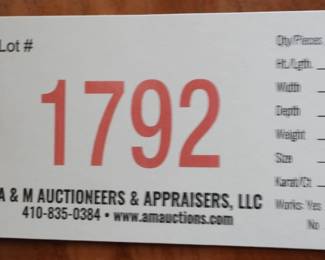 Lot #
1792
A & M AUCTIONEERS & APPRAISERS, LLC
410-835-0384 • www.amauctions.com
Qty/Pieces
Ht./Lgth.
Width
Depth
Weight
Size
Karat/Ct
Works: Yes
No